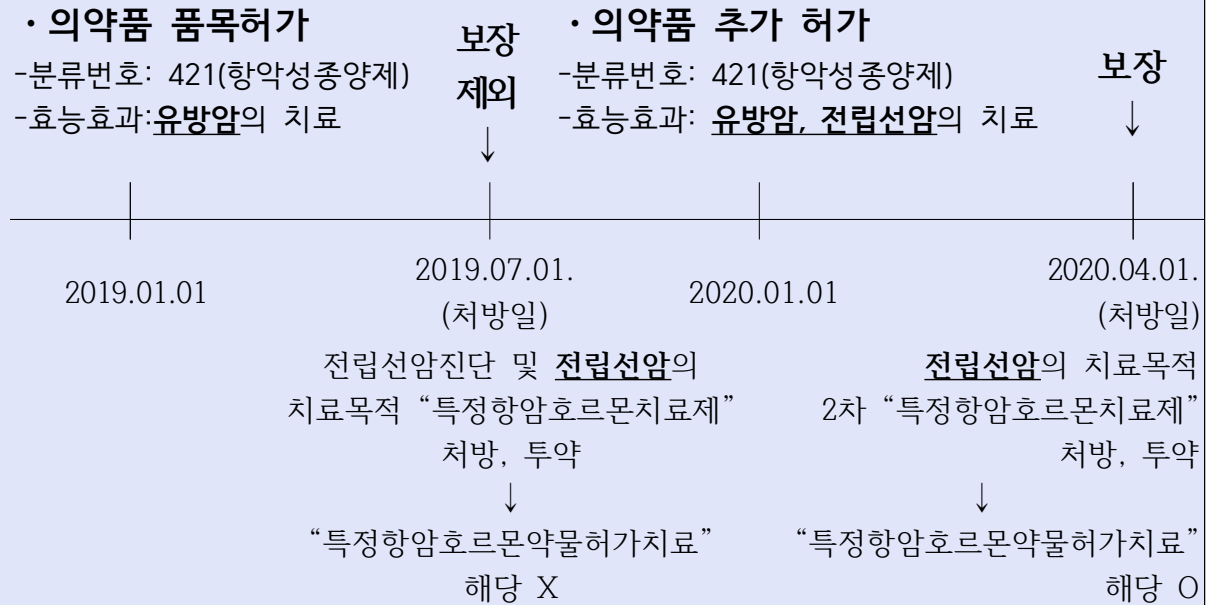 ・의약품 품목허가
-분류번호: 421(항악성종양제)
-효능효과:유방암의 치료
보장
제외
↓
・의약품 추가 허가
-분류번호: 421(항악성종양제)
-효능효과: 유방암, 전립선암의 치료
보장
↓
2019.01.01
2019.07.01.
(처방일)
2020.01.01
2020.04.01.
(처방일)
전립선암진단 및 전립선암의
치료목적 “특정항암호르몬치료제”
처방, 투약
↓
“특정항암호르몬약물허가치료”
해당 X
전립선암의 치료목적
2차 “특정항암호르몬치료제”
처방, 투약
↓
“특정항암호르몬약물허가치료”
해당 O